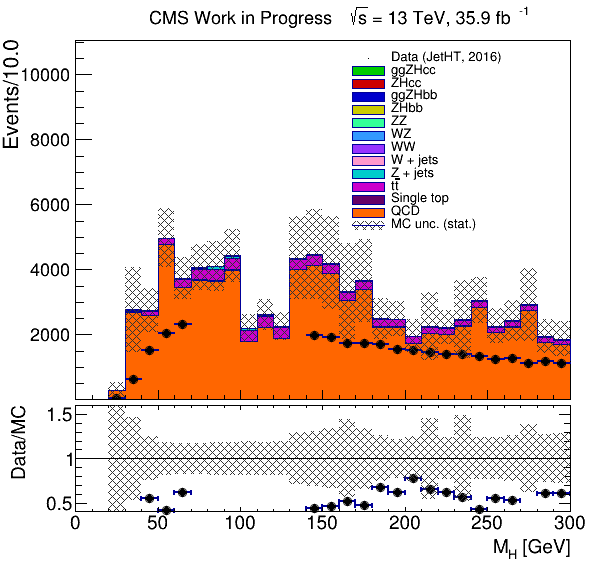 CMS Work in Progress √s = 13 TeV, 35.9 fb -1
Events/10.0
10000
8000
6000
4000
2000
Data (JetHT, 2016)
ggZHcc
ZHcc
ggZHbb
ZHbb
ZZ
WZ
WW
W + jets
Z + jets
tt̅
Single top
QCD
MC unc. (stat.)
Data/MC
1.5
1
0.5
0 50 100 150 200 250 300
M_H [GeV]